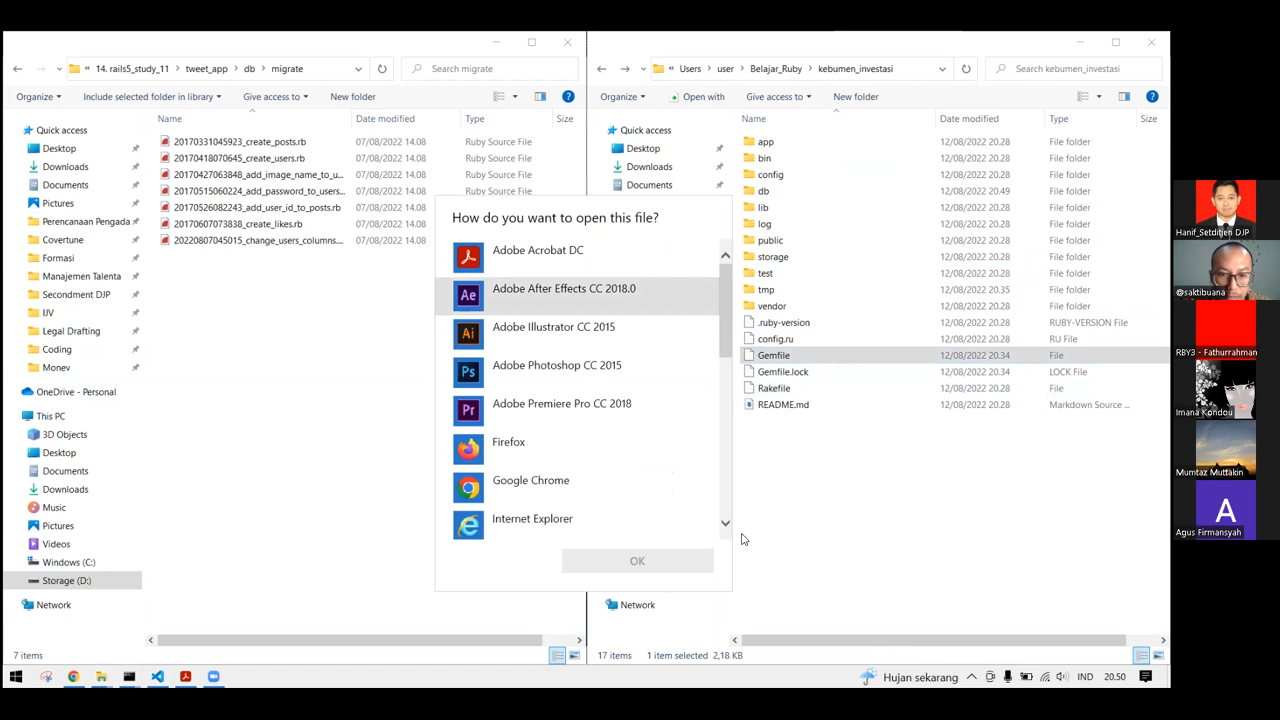 14. rails5_study_11 tweet_app db migrate
Search migrate
Users user Belajar_Ruby kebumen_investasi
Search kebumen_investasi
Organize Include selected folder in library Give access to New folder
Organize Open with Give access to New folder
Name Date modified Type Size
Quick access
Desktop
Downloads
Documents
Pictures
Perencanaan Pengada
Covertune
Formasi
Manajemen Talenta
Secondment DJP
IJV
Legal Drafting
Coding
Monev
OneDrive - Personal
This PC
3D Objects
Desktop
Documents
Downloads
Music
Pictures
Videos
Windows (C:)
Storage (D:)
Network
20170331045923_create_posts.rb 07/08/2022 14.08 Ruby Source File
20170418070645_create_users.rb 07/08/2022 14.08 Ruby Source File
20170427063848_add_image_name_to_u... 07/08/2022 14.08 Ruby Source File
20170515060224_add_password_to_users... 07/08/2022 14.08 Ruby Source File
20170526082243_add_user_id_to_posts.rb 07/08/2022 14.08
20170607073838_create_likes.rb 07/08/2022 14.08
20220807045015_change_users_columns.... 07/08/2022 14.08
7 items
How do you want to open this file?
Adobe Acrobat DC
Adobe After Effects CC 2018.0
Adobe Illustrator CC 2015
Adobe Photoshop CC 2015
Adobe Premiere Pro CC 2018
Firefox
Google Chrome
Internet Explorer
OK
Quick access
Desktop
Downloads
Documents
Network
Name Date modified Type Size
app 12/08/2022 20.28 File folder
bin 12/08/2022 20.28 File folder
config 12/08/2022 20.28 File folder
db 12/08/2022 20.49 File folder
lib 12/08/2022 20.28 File folder
log 12/08/2022 20.28 File folder
public 12/08/2022 20.28 File folder
storage 12/08/2022 20.28 File folder
test 12/08/2022 20.28 File folder
tmp 12/08/2022 20.28 File folder
vendor 12/08/2022 20.28 File folder
.ruby-version 12/08/2022 20.28 RUBY-VERSION File
config.ru 12/08/2022 20.28 RU File
Gemfile 12/08/2022 20.34 File
Gemfile.lock 12/08/2022 20.34 LOCK File
Rakefile 12/08/2022 20.28 File
README.md 12/08/2022 20.28 Markdown Source ...
17 items 1 item selected 2,18 KB
Hujan sekarang IND 20.50
Hanif_Setditjen DJP
@saktibuana
RBY3 - Fathurrahman
Imana Kondou
Mumtaz Muttakin
A
Agus Firmansyah